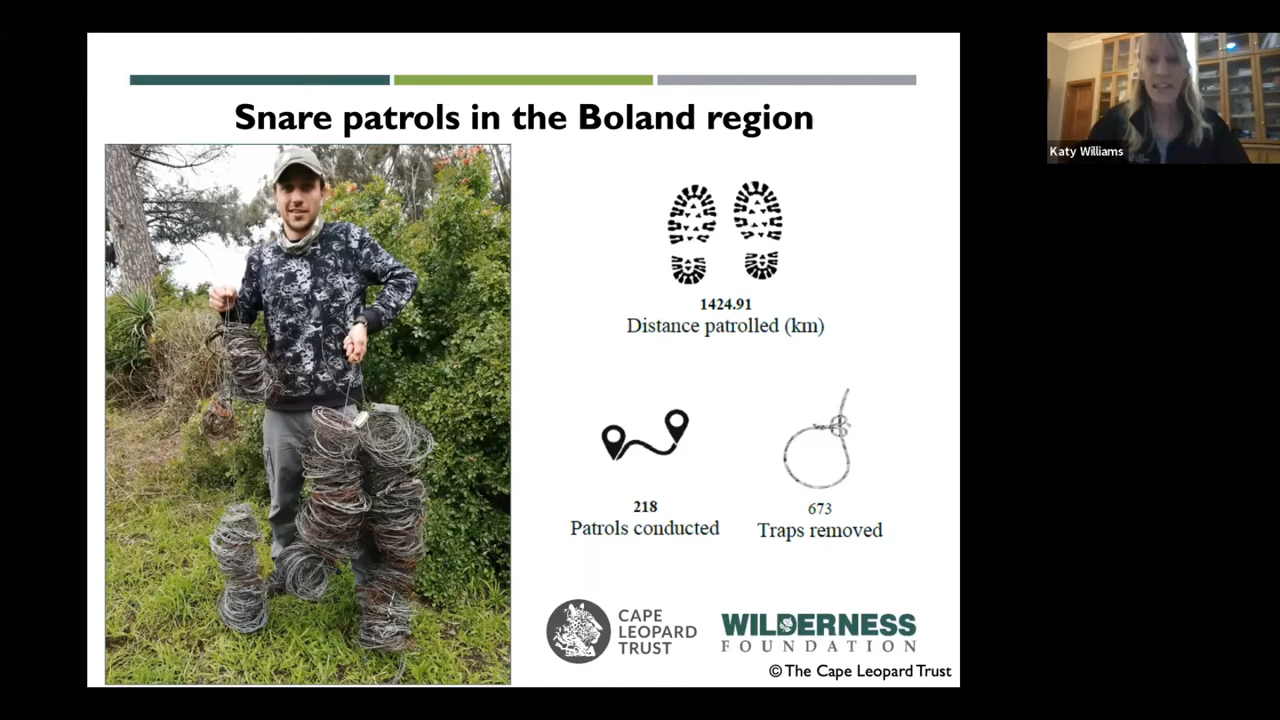 Snare patrols in the Boland region
Katy Williams
1424.91
Distance patrolled (km)
218
Patrols conducted
673
Traps removed
CAPE
LEOPARD
TRUST
WILDERNESS
FOUNDATION
© The Cape Leopard Trust